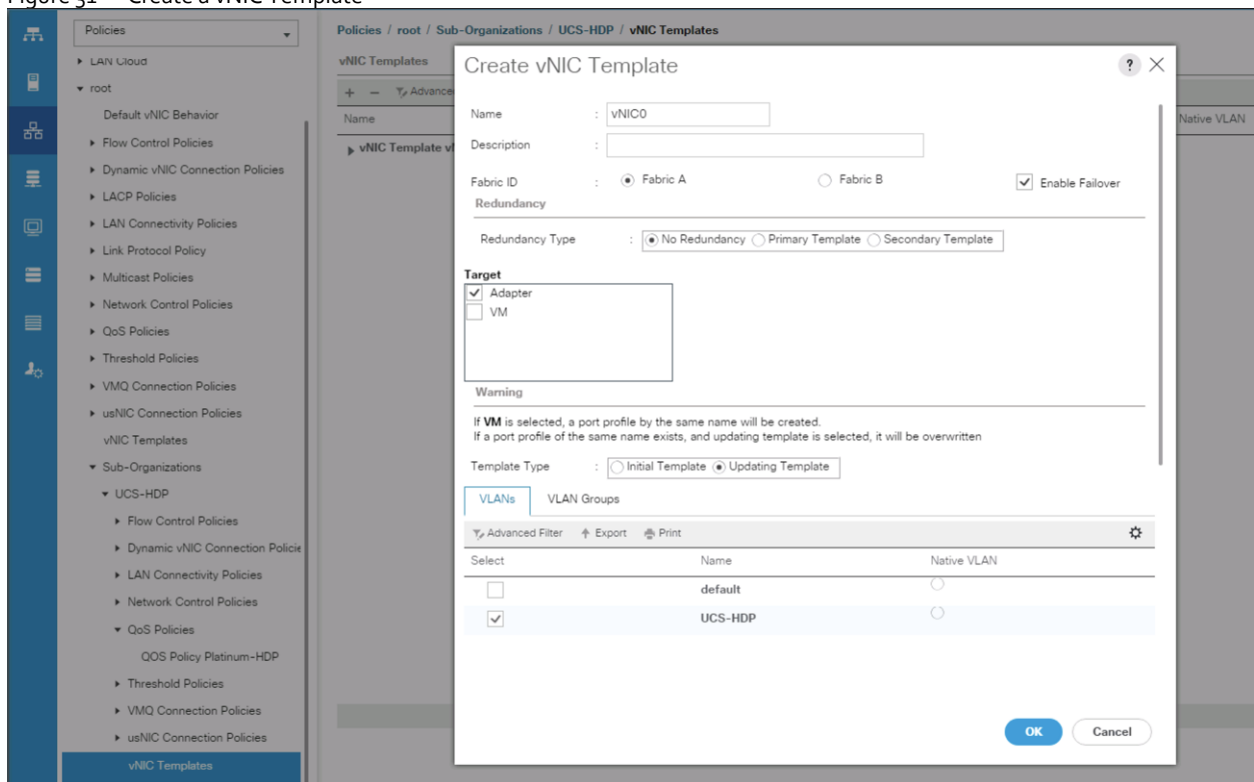 Figure 31 Create a vNIC Template
Policies
LAN Cloud
root
Default vNIC Behavior
Flow Control Policies
Dynamic vNIC Connection Policies
LACP Policies
LAN Connectivity Policies
Link Protocol Policy
Multicast Policies
Network Control Policies
QoS Policies
Threshold Policies
VMQ Connection Policies
usNIC Connection Policies
vNIC Templates
Sub-Organizations
UCS-HDP
Flow Control Policies
Dynamic vNIC Connection Policie
LAN Connectivity Policies
Network Control Policies
QoS Policies
QOS Policy Platinum-HDP
Threshold Policies
VMQ Connection Policies
usNIC Connection Policies
vNIC Templates
Policies / root / Sub-Organizations / UCS-HDP / vNIC Templates
vNIC Templates
+ − Advance
Name Native VLAN
vNIC Template
Create vNIC Template ?
Name : vNIC0
Description :
Fabric ID : Fabric A Fabric B Enable Failover
Redundancy
Redundancy Type : No Redundancy Primary Template Secondary Template
Target
Adapter
VM
Warning
If VM is selected, a port profile by the same name will be created.
If a port profile of the same name exists, and updating template is selected, it will be overwritten
Template Type : Initial Template Updating Template
VLANs VLAN Groups
Advanced Filter Export Print
Select Name Native VLAN
default
UCS-HDP
OK Cancel